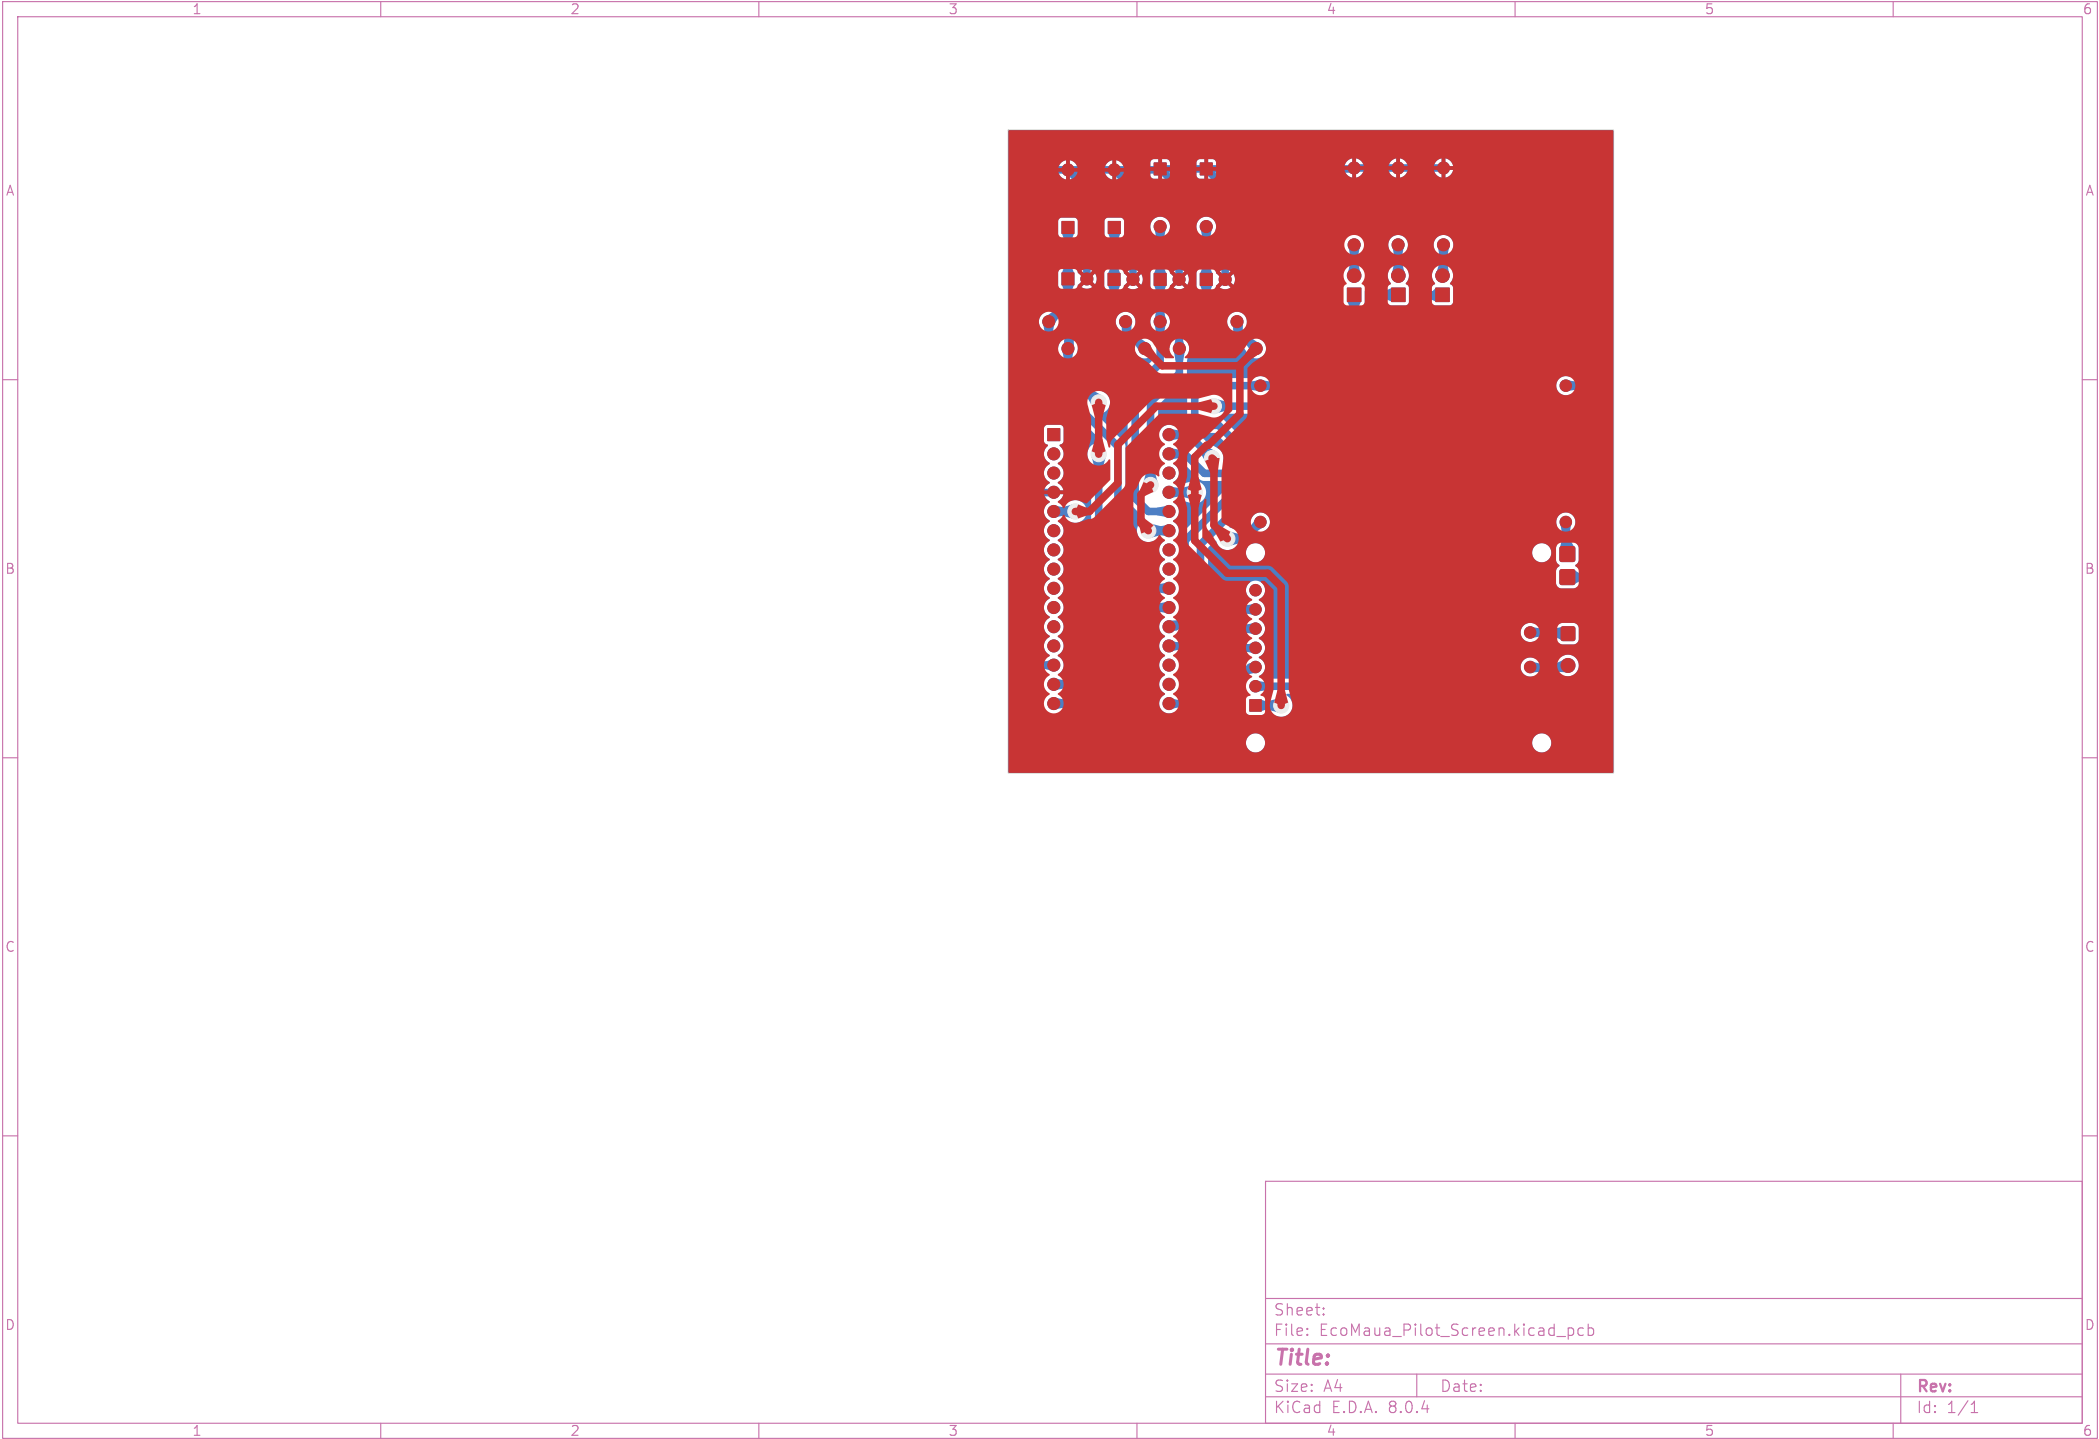 1 2 3 4 5 6
A A
B B
C C
D D
Sheet:
File: EcoMaua_Pilot_Screen.kicad_pcb
Title:
Size: A4 Date: Rev:
KiCad E.D.A. 8.0.4 Id: 1/1
1 2 3 4 5 6